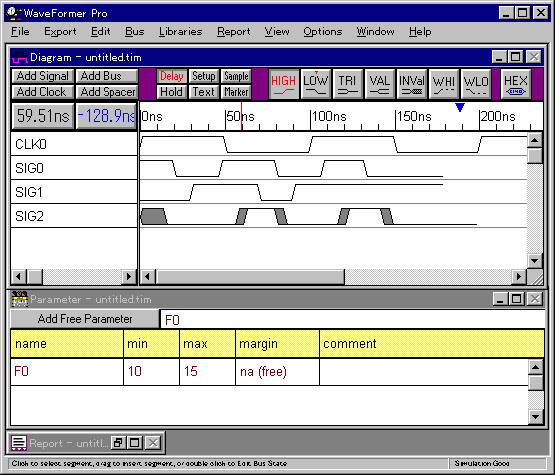 WaveFormer Pro
File Export Edit Bus Libraries Report View Options Window Help
Diagram - untitled.tim
Add Signal Add Bus Delay Setup Sample HIGH LOW TRI VAL INVal WHI WLO HEX
Add Clock Add Spacer Hold Text Marker
59.51ns -128.9ns 0ns 50ns 100ns 150ns 200ns
CLK0
SIG0
SIG1
SIG2
Parameter - untitled.tim
Add Free Parameter F0
name min max margin comment
F0 10 15 na (free)
Report - untitl...
Click to select segment, drag to insert segment, or double click to Edit Bus State Simulation Good